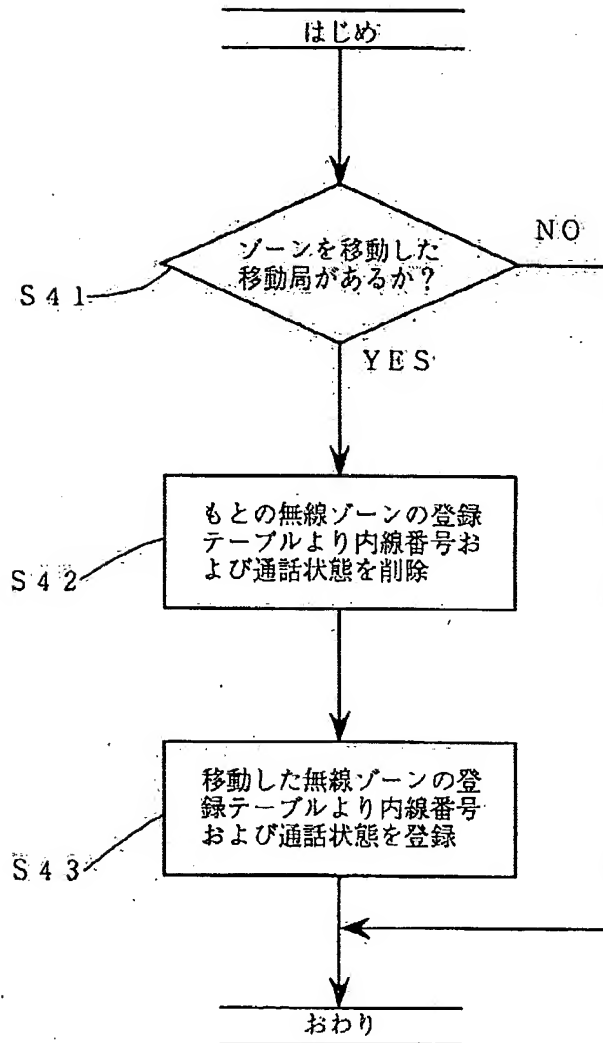 はじめ
ゾーンを移動した
移動局があるか?
NO
S41
YES
もとの無線ゾーンの登録
テーブルより内線番号お
よび通話状態を削除
S42
移動した無線ゾーンの登
録テーブルより内線番号
および通話状態を登録
S43
おわり